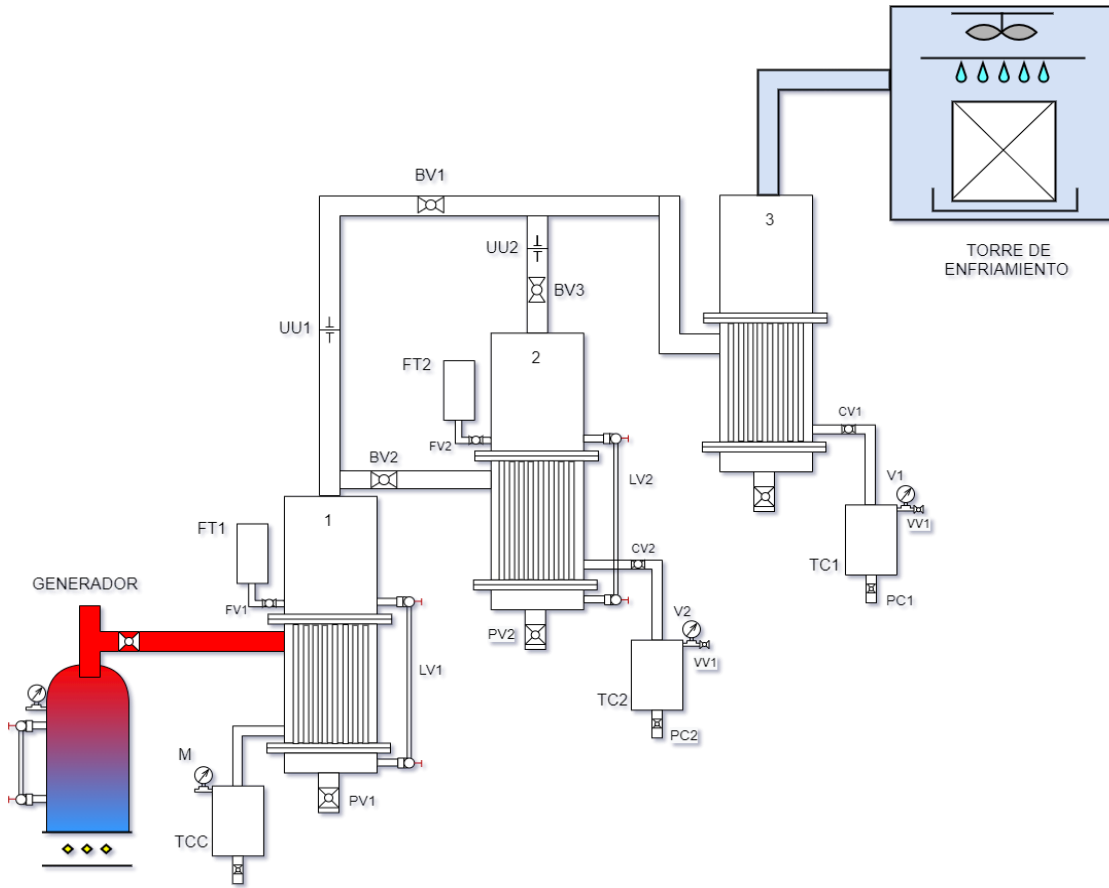 BV1
3
UU2
TORRE DE
ENFRIAMIENTO
BV3
UU1
2
FT2
FV2
CV1
BV2
LV2
V1
1
FT1
VV1
CV2
TC1
GENERADOR
PC1
FV1
V2
PV2
VV1
LV1
TC2
PC2
M
PV1
TCC